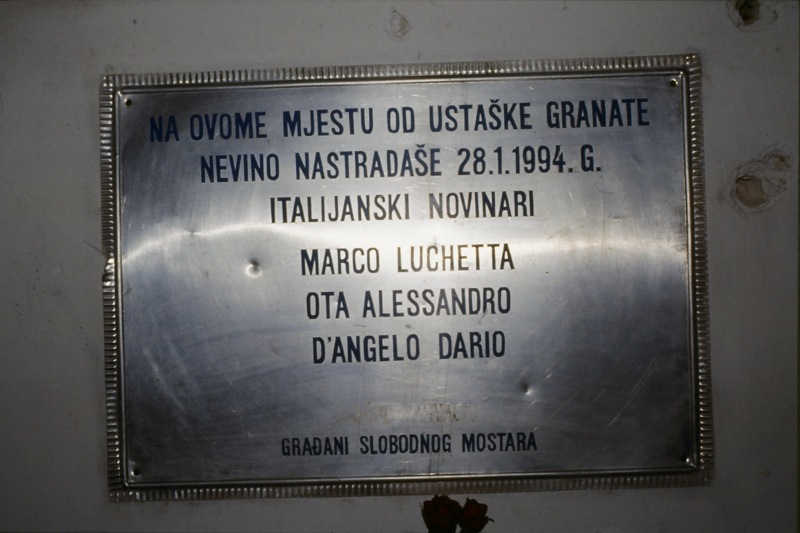 NA OVOME MJESTU OD USTAŠKE GRANATE
NEVINO NASTRADAŠE 28.1.1994. G.
ITALIJANSKI NOVINARI
MARCO LUCHETTA
OTA ALESSANDRO
D'ANGELO DARIO
GRAĐANI SLOBODNOG MOSTARA